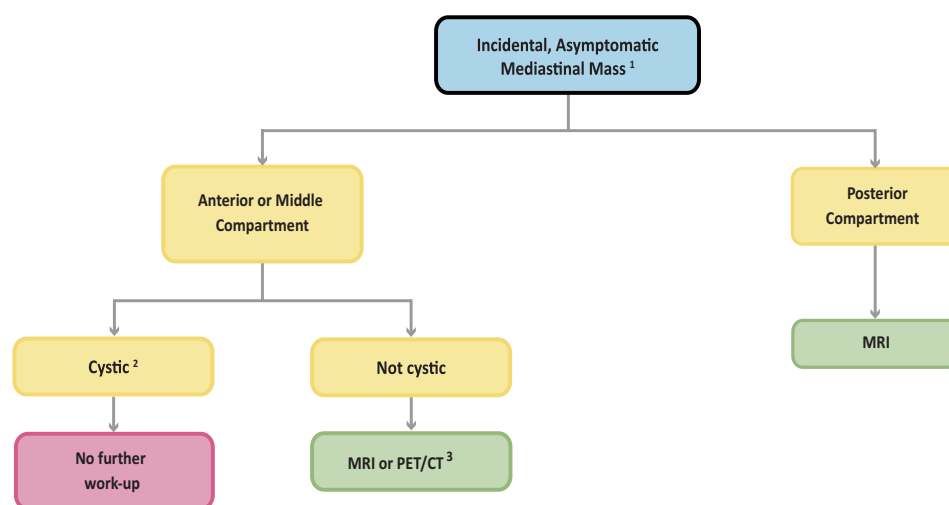 Incidental, Asymptomatic
Mediastinal Mass ¹
Anterior or Middle
Compartment
Posterior
Compartment
Cystic ²
Not cystic
MRI
No further
work-up
MRI or PET/CT ³